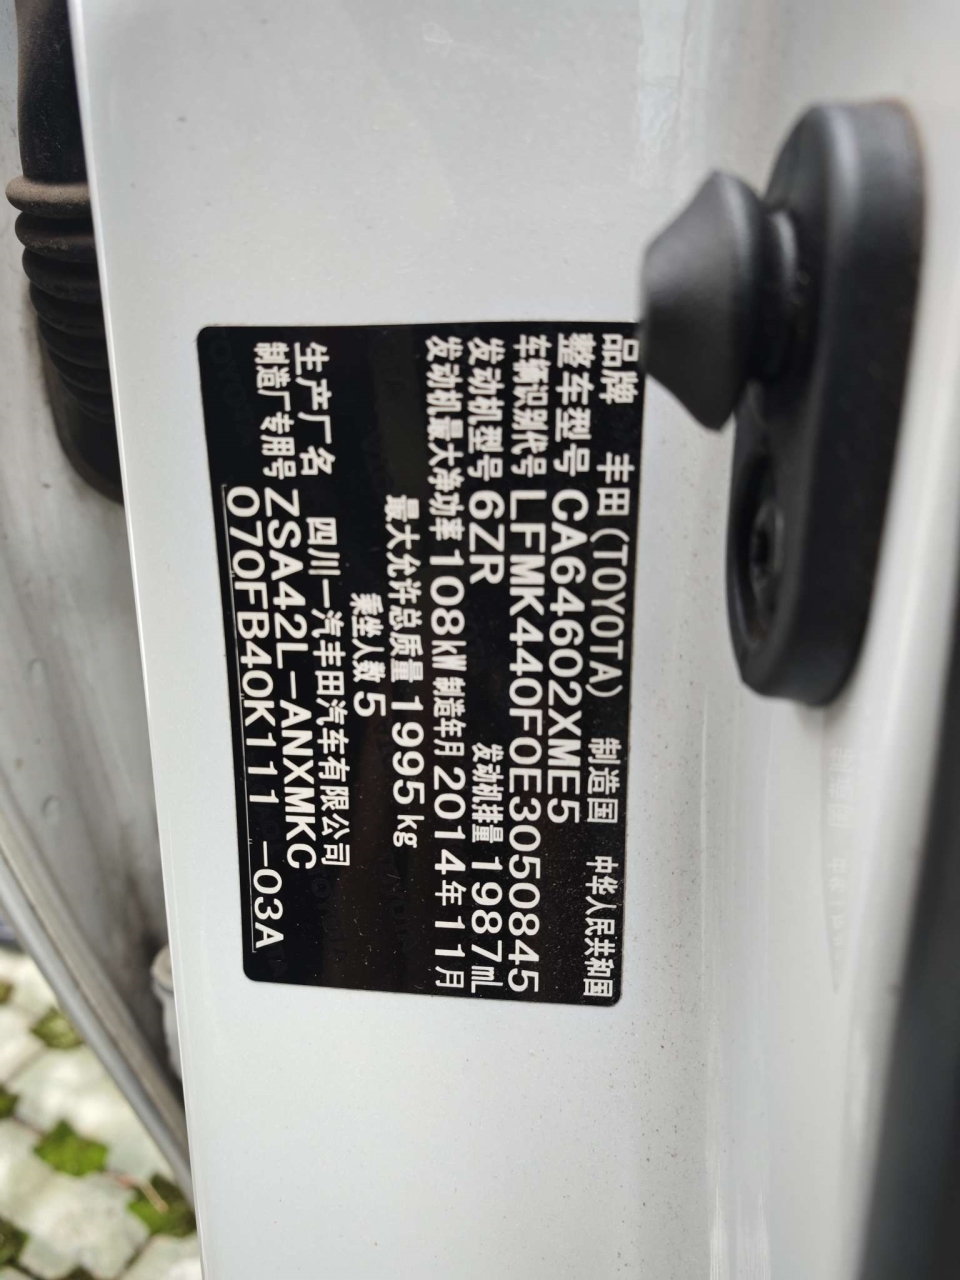 品牌 丰田(TOYOTA) 制造国 中华人民共和国
整车型号 CA64602XME5
车辆识别代号 LFMK440F0E3050845
发动机型号 6ZR 发动机排量 1987mL
发动机最大净功率 108kW 制造年月 2014年11月
最大允许总质量 1995kg
乘坐人数 5
生产厂名 四川一汽丰田汽车有限公司
制造厂专用号 ZSA42L-ANXMKC
070FB40K111 -03A